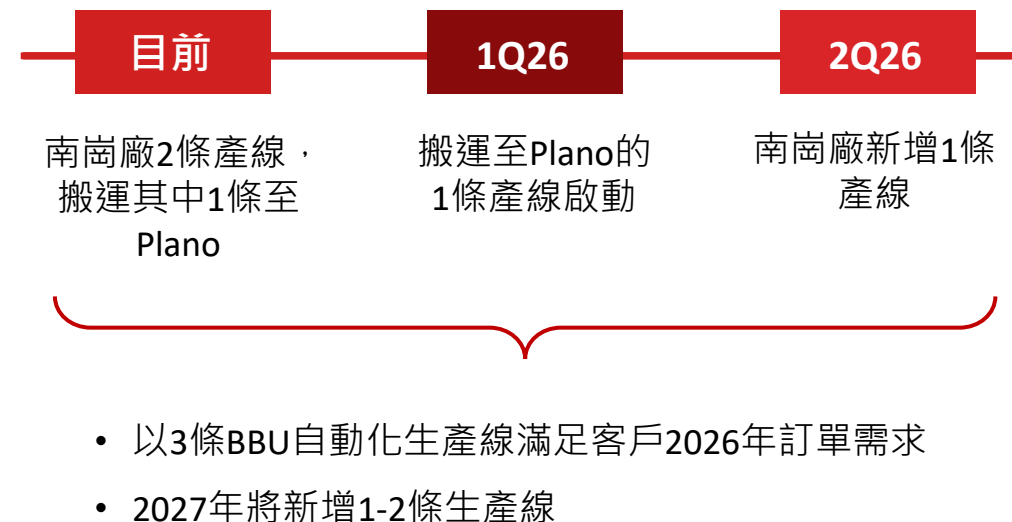 目前
1Q26
2Q26
南崗廠2條產線，
搬運其中1條至
Plano
搬運至Plano的
1條產線啟動
南崗廠新增1條
產線
• 以3條BBU自動化生產線滿足客戶2026年訂單需求
• 2027年將新增1-2條生產線